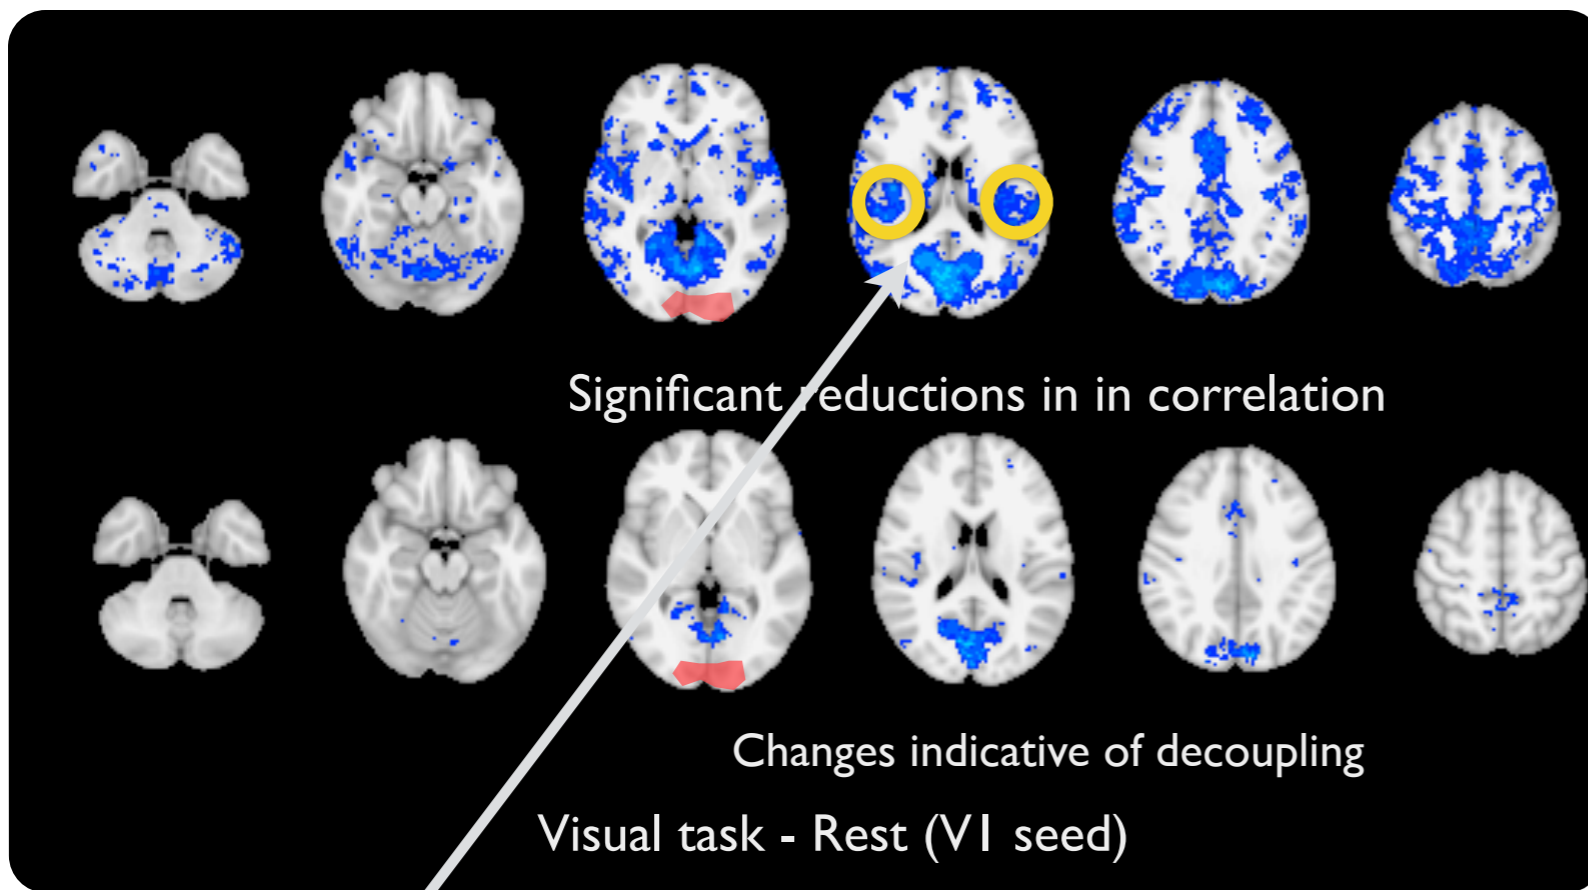 Significant reductions in in correlation
Changes indicative of decoupling
Visual task - Rest (V1 seed)